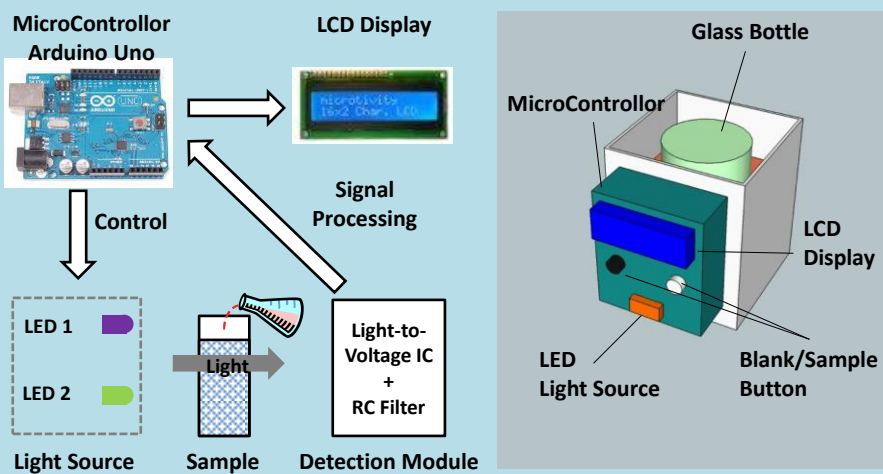 MicroControllor
Arduino Uno
LCD Display
ARDUINO
UNO
microtivity
16x2 Char. LCD
Control
Signal
Processing
LED 1
LED 2
Light
Light-to-
Voltage IC
+
RC Filter
Light Source
Sample
Detection Module
Glass Bottle
MicroControllor
LCD
Display
LED
Light Source
Blank/Sample
Button